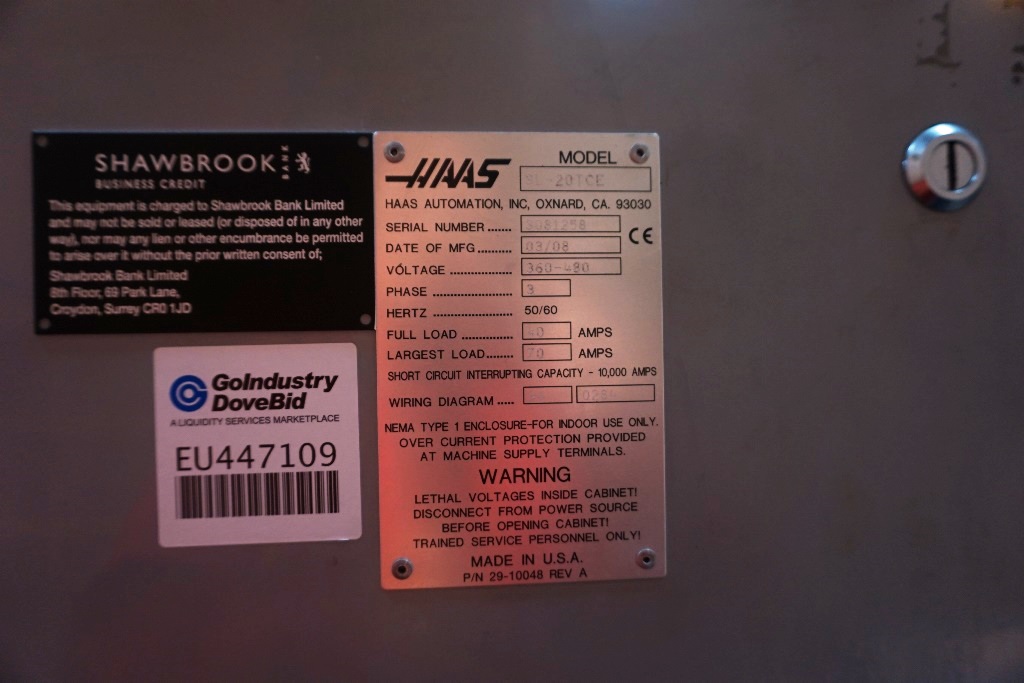 SHAWBROOK
BANK
BUSINESS CREDIT
This equipment is charged to Shawbrook Bank Limited
and may not be sold or leased (or disposed of in any other
way), nor may any lien or other encumbrance be permitted
to arise over it without the prior written consent of;
Shawbrook Bank Limited
8th Floor, 69 Park Lane,
Croydon, Surrey CR0 1JD
GoIndustry
DoveBid
A LIQUIDITY SERVICES MARKETPLACE
EU447109
HAAS
MODEL
SL-20TCE
HAAS AUTOMATION, INC, OXNARD, CA. 93030
SERIAL NUMBER ...... 3081258
CE
DATE OF MFG ......... 03/08
VÓLTAGE ................ 360-480
PHASE .................... 3
HERTZ ..................... 50/60
FULL LOAD .............. 40 AMPS
LARGEST LOAD....... 70 AMPS
SHORT CIRCUIT INTERRUPTING CAPACITY - 10,000 AMPS
WIRING DIAGRAM .....
NEMA TYPE 1 ENCLOSURE-FOR INDOOR USE ONLY.
OVER CURRENT PROTECTION PROVIDED
AT MACHINE SUPPLY TERMINALS.
WARNING
LETHAL VOLTAGES INSIDE CABINET!
DISCONNECT FROM POWER SOURCE
BEFORE OPENING CABINET!
TRAINED SERVICE PERSONNEL ONLY!
MADE IN U.S.A.
P/N 29-10048 REV A